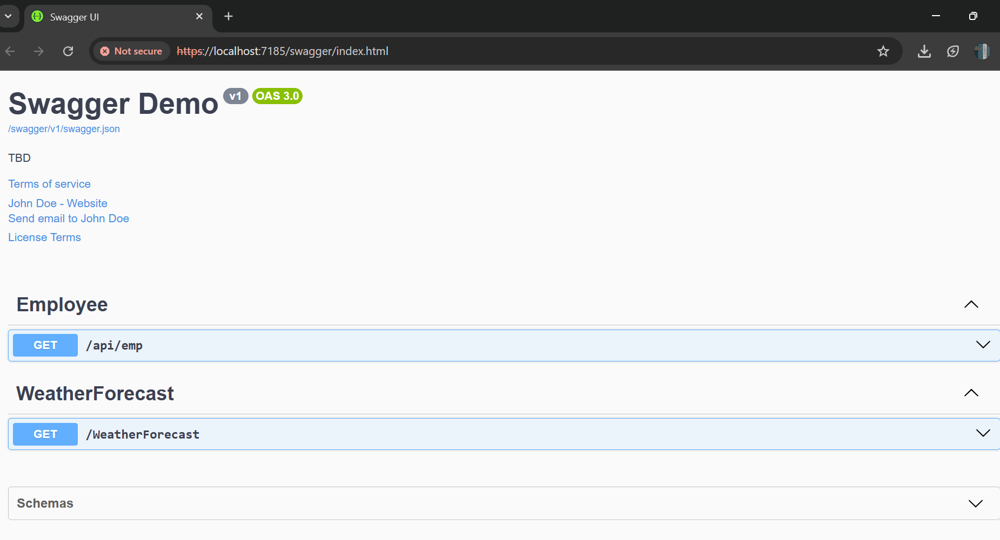 Swagger UI
Not secure https://localhost:7185/swagger/index.html
Swagger Demo v1 OAS 3.0
/swagger/v1/swagger.json
TBD
Terms of service
John Doe - Website
Send email to John Doe
License Terms
Employee
GET /api/emp
WeatherForecast
GET /WeatherForecast
Schemas